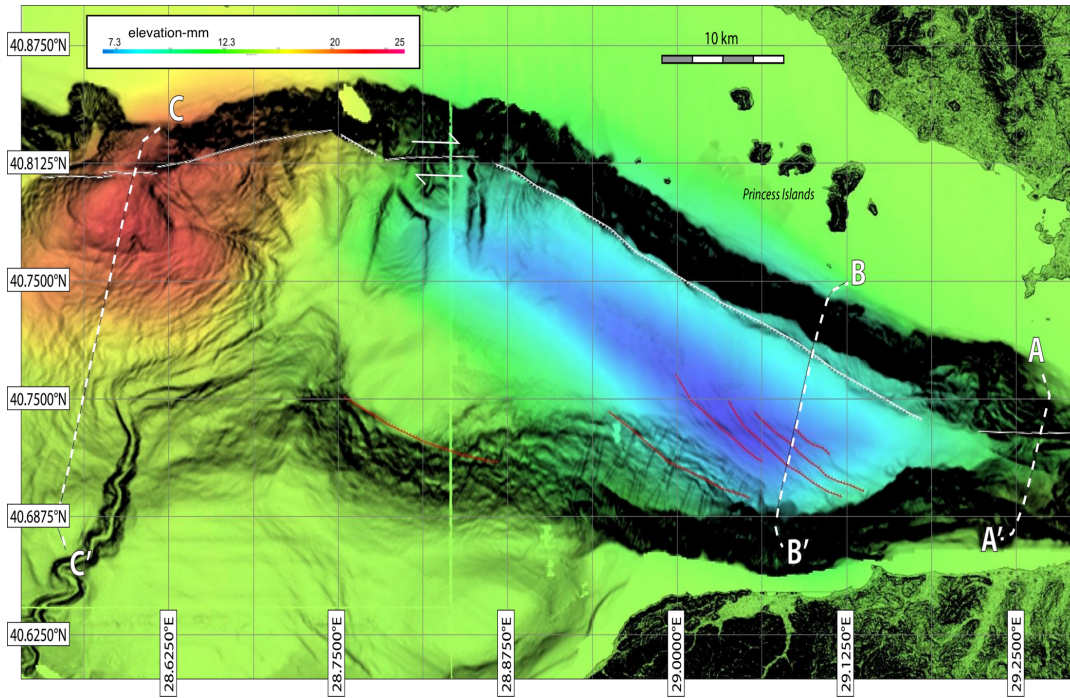 elevation-mm
7.3 12.3 20 25
10 km
40.8750°N
40.8125°N
40.7500°N
40.7500°N
40.6875°N
40.6250°N
C
Princess Islands
B
A
C'
B'
A'
28.6250°E
28.7500°E
28.8750°E
29.0000°E
29.1250°E
29.2500°E